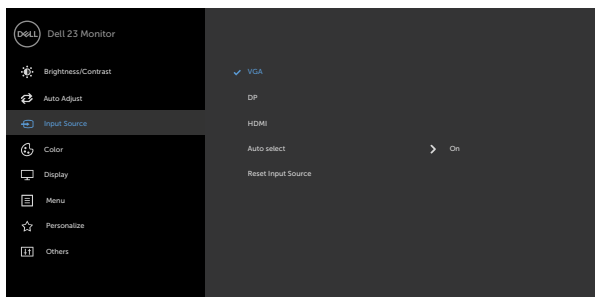 DELL Dell 23 Monitor
Brightness/Contrast
VGA
Auto Adjust
DP
Input Source
HDMI
Color
Auto select On
Display
Reset Input Source
Menu
Personalize
Others